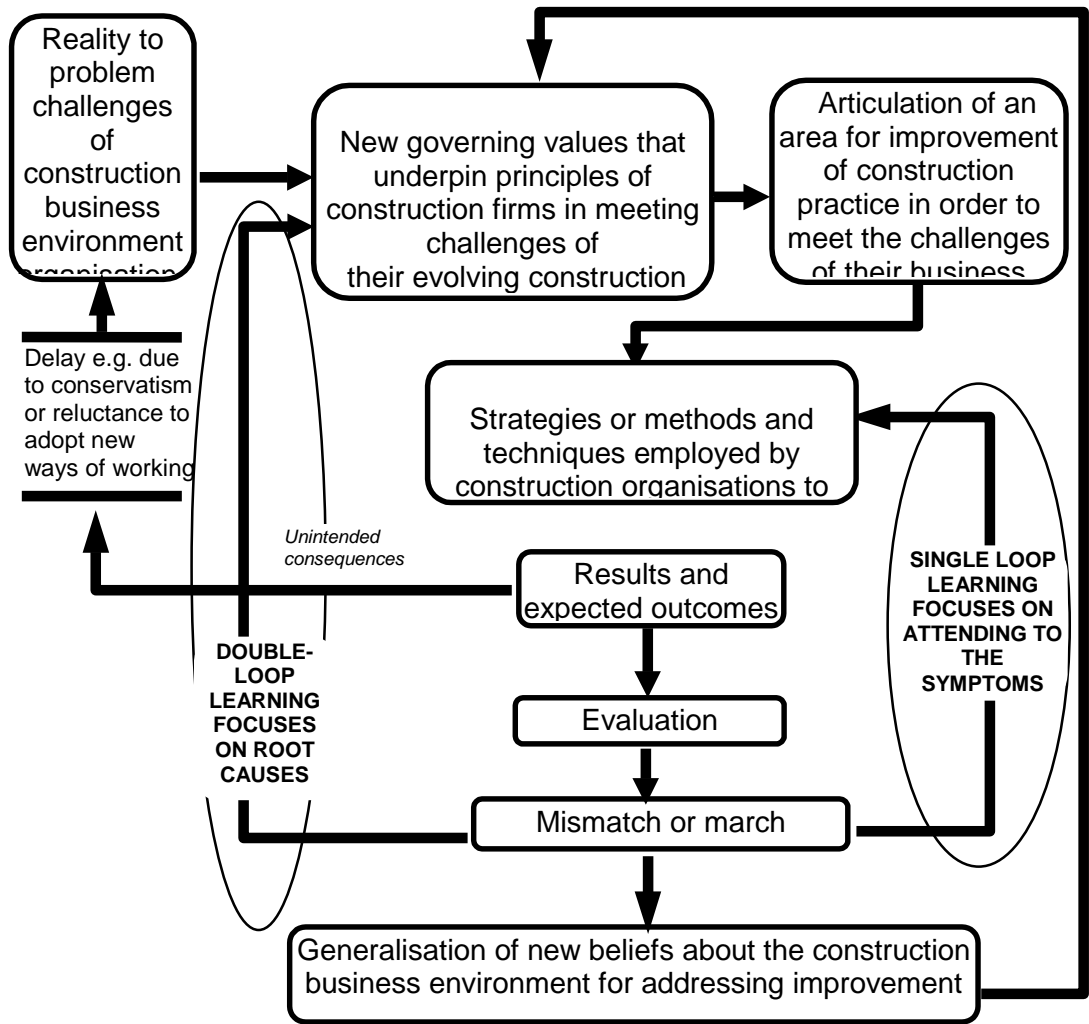 Reality to
problem
challenges
of
construction
business
environment
organisation
New governing values that
underpin principles of
construction firms in meeting
challenges of
their evolving construction
Articulation of an
area for improvement
of construction
practice in order to
meet the challenges
of their business
Delay e.g. due
to conservatism
or reluctance to
adopt new
ways of working
Strategies or methods and
techniques employed by
construction organisations to
Unintended
consequences
Results and
expected outcomes
SINGLE LOOP
LEARNING
FOCUSES ON
ATTENDING TO
THE
SYMPTOMS
DOUBLE-
LOOP
LEARNING
FOCUSES
ON ROOT
CAUSES
Evaluation
Mismatch or march
Generalisation of new beliefs about the construction
business environment for addressing improvement